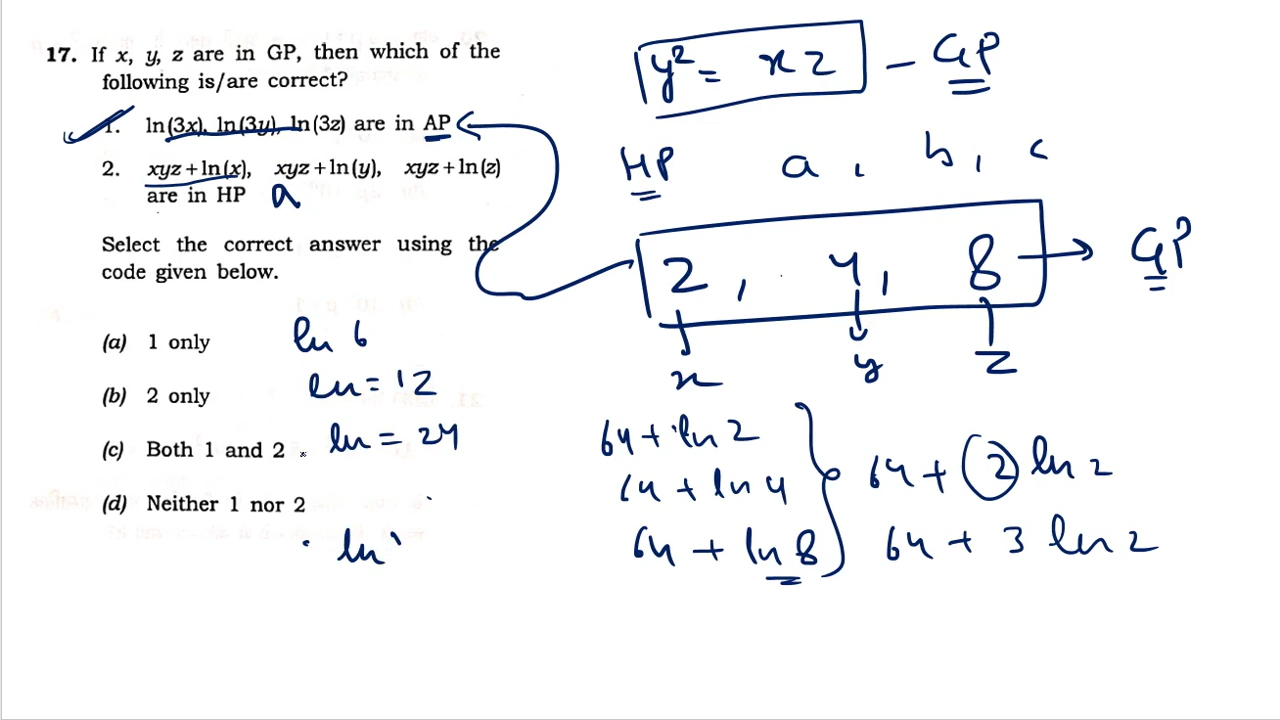 17. If x, y, z are in GP, then which of the
following is/are correct?
1. ln(3x), ln(3y), ln(3z) are in AP
2. xyz + ln(x), xyz + ln(y), xyz + ln(z)
are in HP a
Select the correct answer using the
code given below.
(a) 1 only
(b) 2 only
(c) Both 1 and 2
(d) Neither 1 nor 2
ln 6
ln = 12
ln = 24
ln
y² = xz - GP
HP a, b, c
2, 4, 8 → GP
x y z
64 + ln 2
64 + ln 4
64 + ln 8
64 + 2 ln 2
64 + 3 ln 2